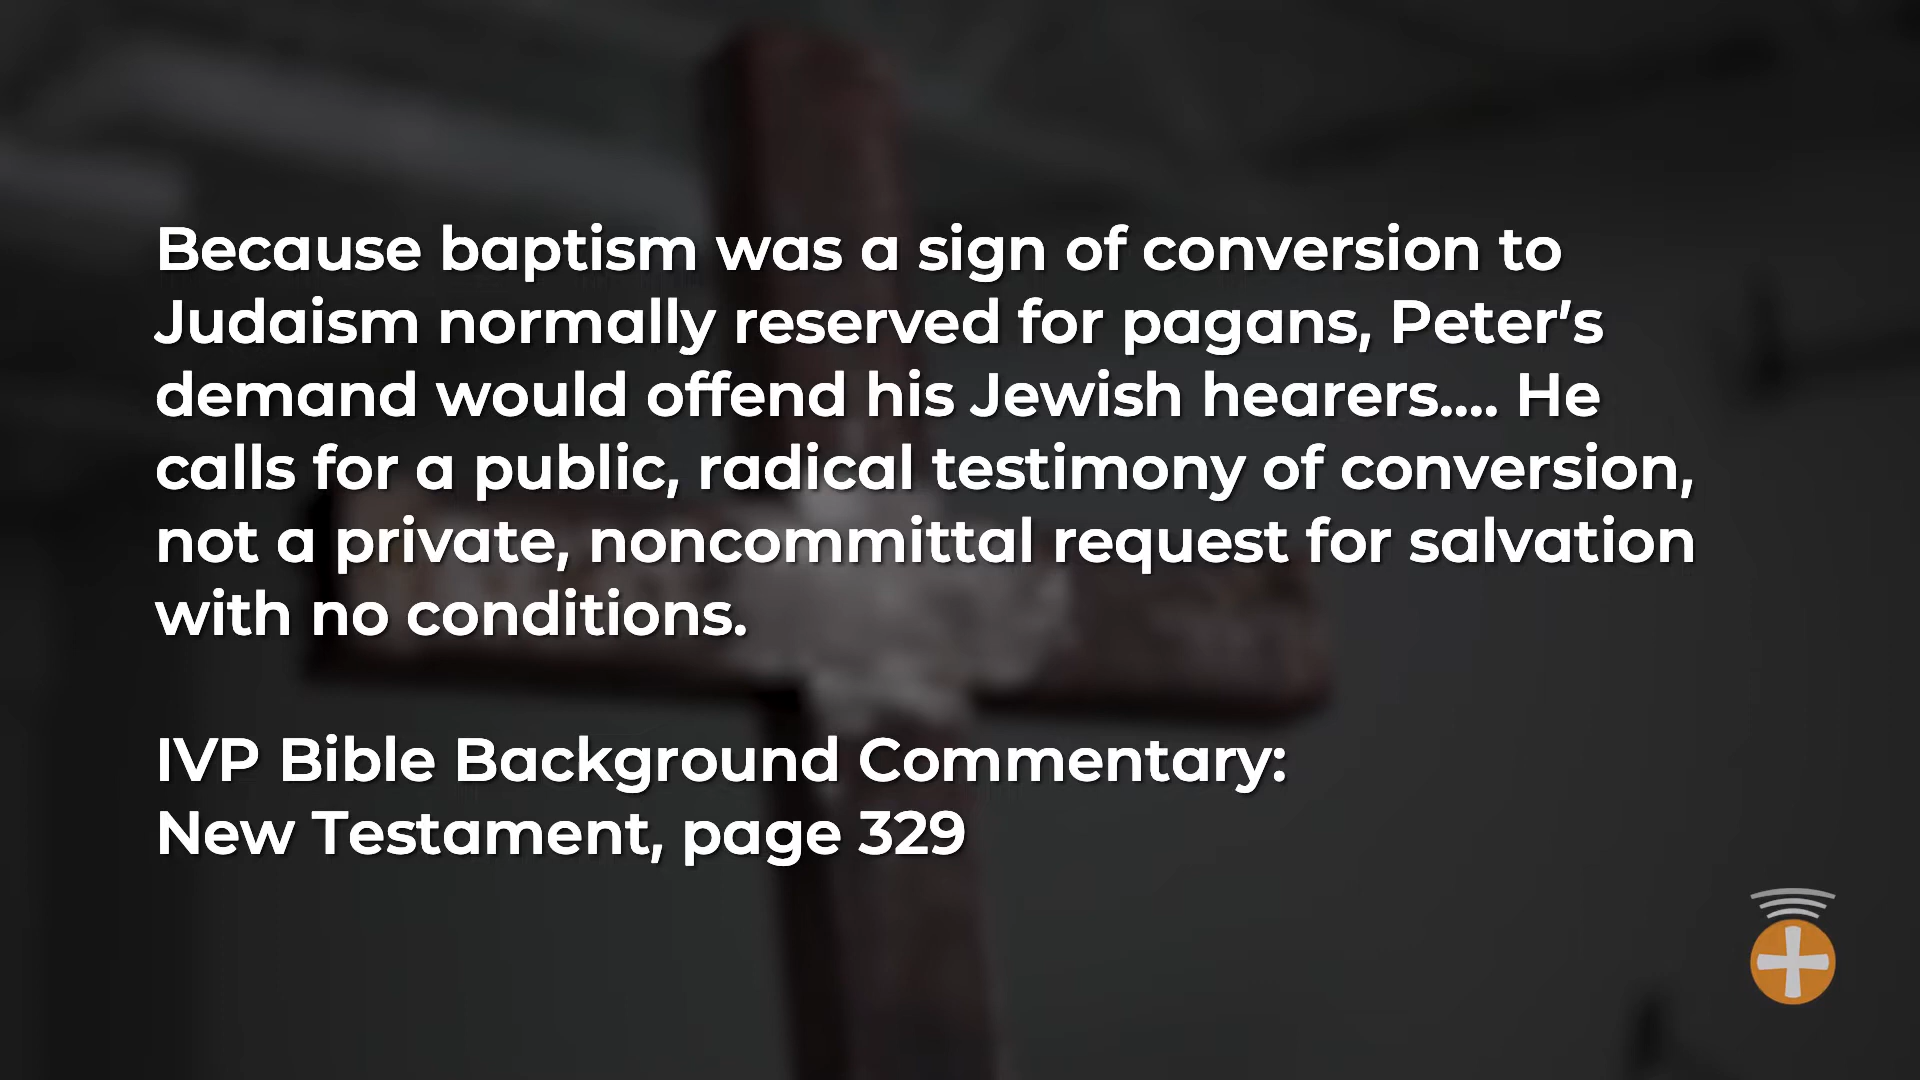 Because baptism was a sign of conversion to
Judaism normally reserved for pagans, Peter’s
demand would offend his Jewish hearers.... He
calls for a public, radical testimony of conversion,
not a private, noncommittal request for salvation
with no conditions.
IVP Bible Background Commentary:
New Testament, page 329